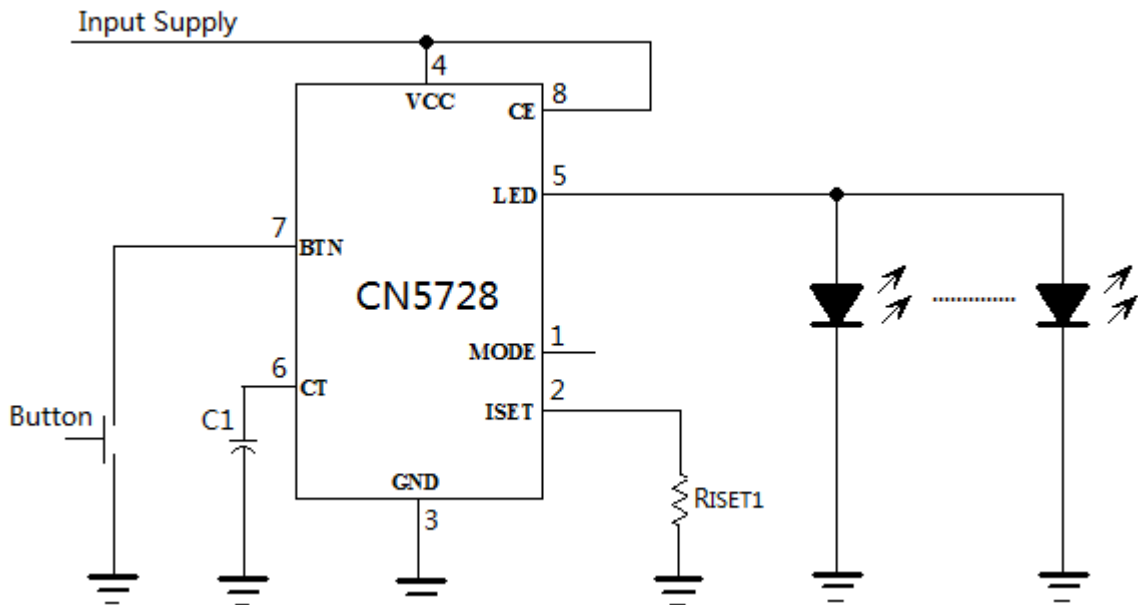 Input Supply
4
VCC
8
CE
5
LED
7
BTN
CN5728
1
MODE
6
CT
2
ISET
Button
C1
GND
3
RISET1